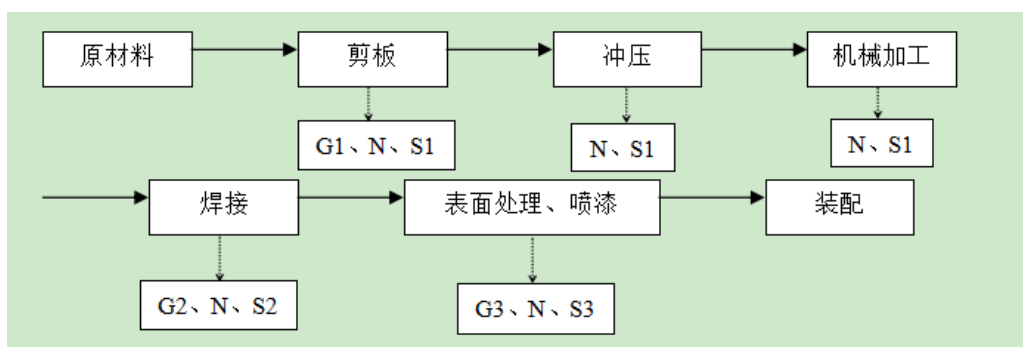 原材料 剪板 冲压 机械加工
G1、N、S1 N、S1 N、S1
焊接 表面处理、喷漆 装配
G2、N、S2 G3、N、S3